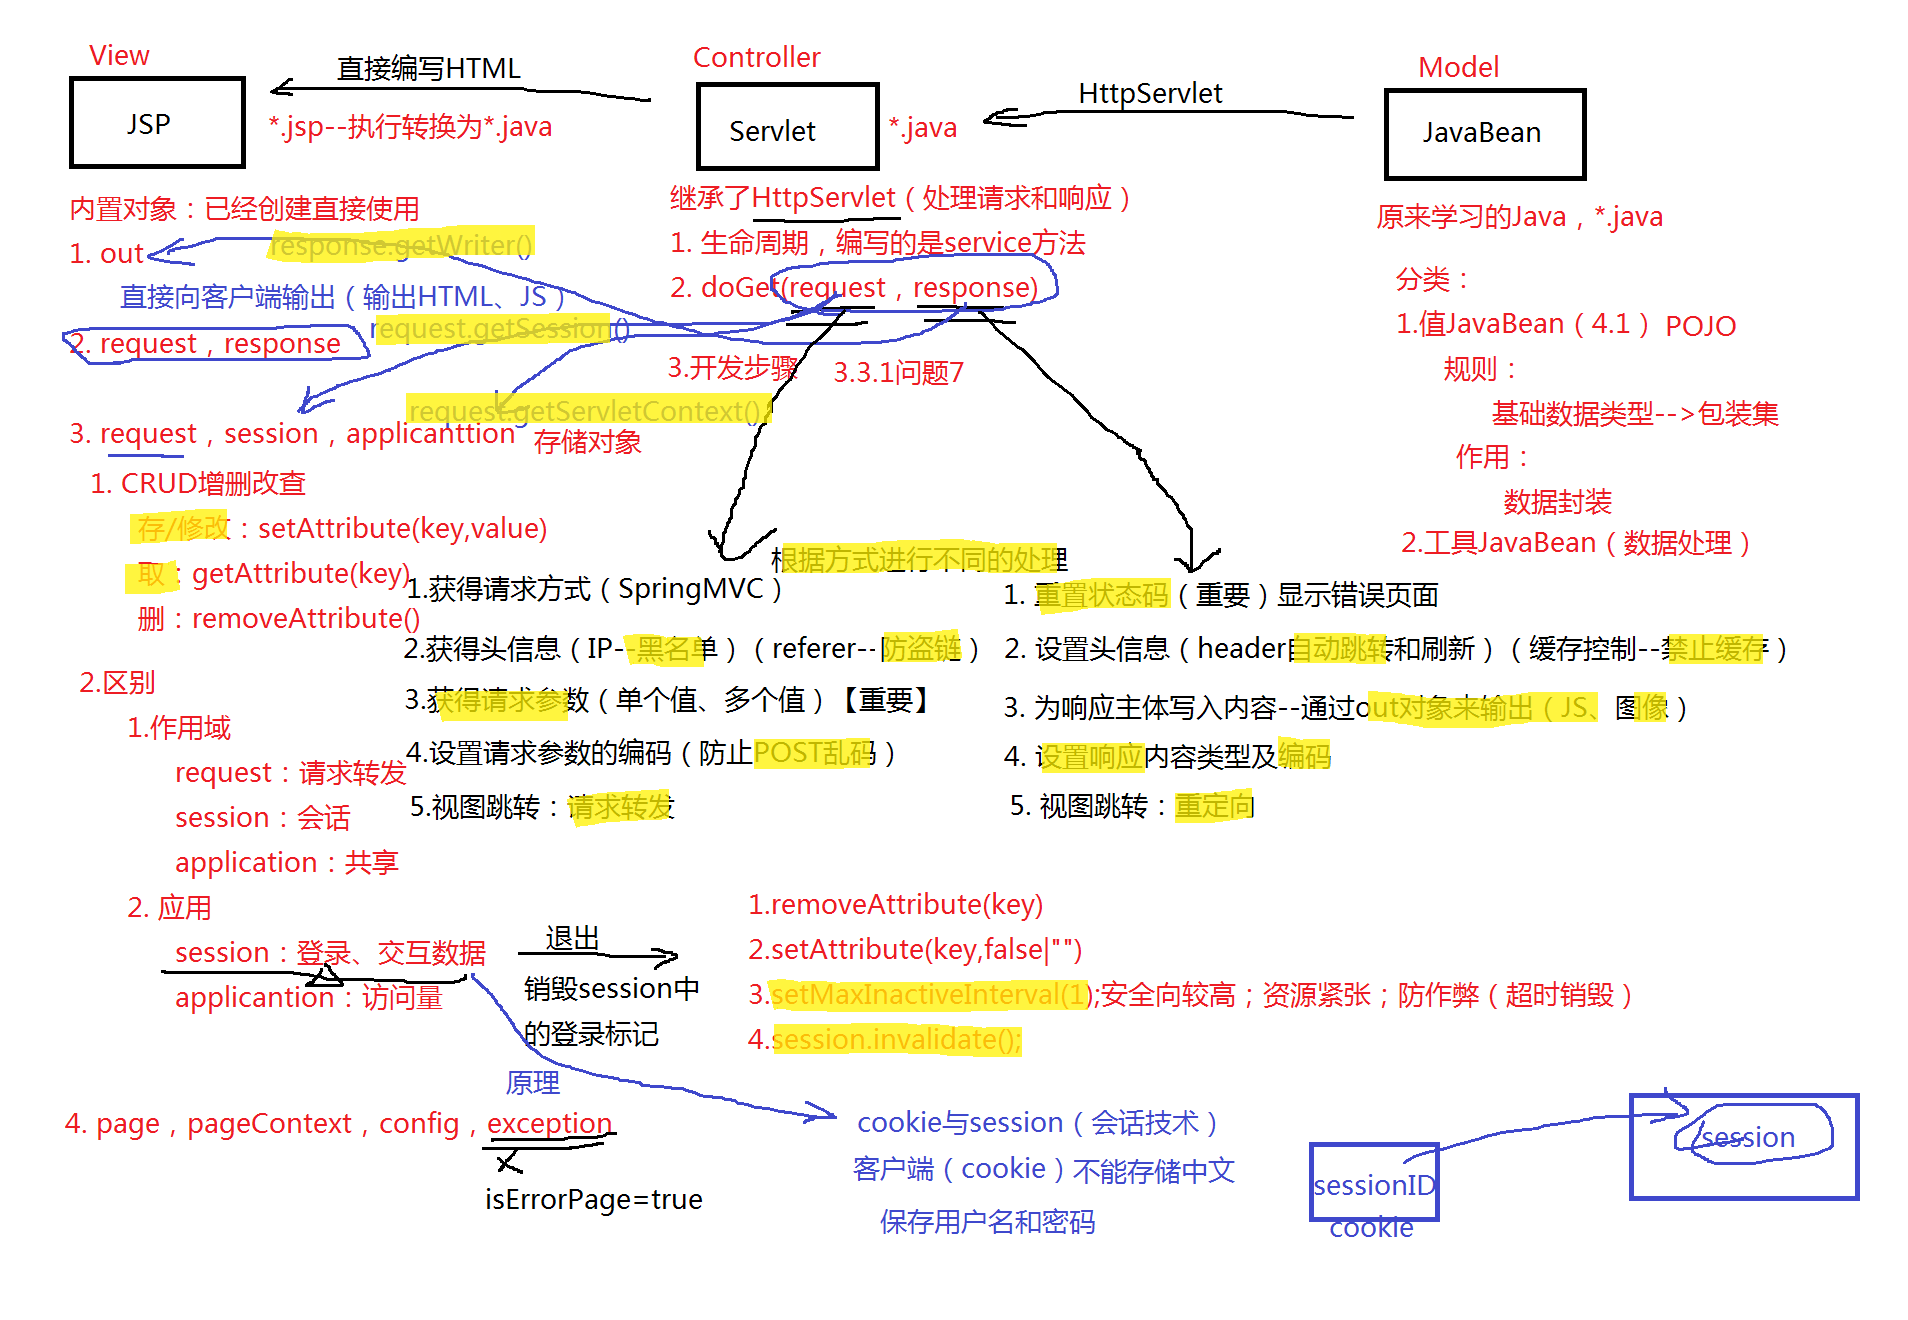 View
直接编写HTML
Controller
HttpServlet
Model
JSP
*.jsp--执行转换为*.java
Servlet
*.java
JavaBean
内置对象：已经创建直接使用
1. out
response.getWriter()
直接向客户端输出（输出HTML、JS）
2. request，response
request.getSession()
request.getServletContext();
3. request，session，applicanttion
存储对象
1. CRUD增删改查
存/修改：setAttribute(key,value)
取：getAttribute(key)
删：removeAttribute()
2.区别
1.作用域
request：请求转发
session：会话
application：共享
2. 应用
session：登录、交互数据
applicantion：访问量
4. page，pageContext，config，exception
isErrorPage=true
继承了HttpServlet（处理请求和响应）
1. 生命周期，编写的是service方法
2. doGet(request，response)
3.开发步骤
3.3.1问题7
根据方式进行不同的处理
1.获得请求方式（SpringMVC）
2.获得头信息（IP--黑名单）（referer--防盗链）
3.获得请求参数（单个值、多个值）【重要】
4.设置请求参数的编码（防止POST乱码）
5.视图跳转：请求转发
1. 重置状态码（重要）显示错误页面
2. 设置头信息（header自动跳转和刷新）（缓存控制--禁止缓存）
3. 为响应主体写入内容--通过out对象来输出（JS、图像）
4. 设置响应内容类型及编码
5. 视图跳转：重定向
原来学习的Java，*.java
分类：
1.值JavaBean（4.1）POJO
规则：
基础数据类型-->包装集
作用：
数据封装
2.工具JavaBean（数据处理）
退出
销毁session中
的登录标记
1.removeAttribute(key)
2.setAttribute(key,false|"")
3.setMaxInactiveInterval(1);安全向较高；资源紧张；防作弊（超时销毁）
4.session.invalidate();
原理
cookie与session（会话技术）
客户端（cookie）不能存储中文
保存用户名和密码
sessionID
cookie
session